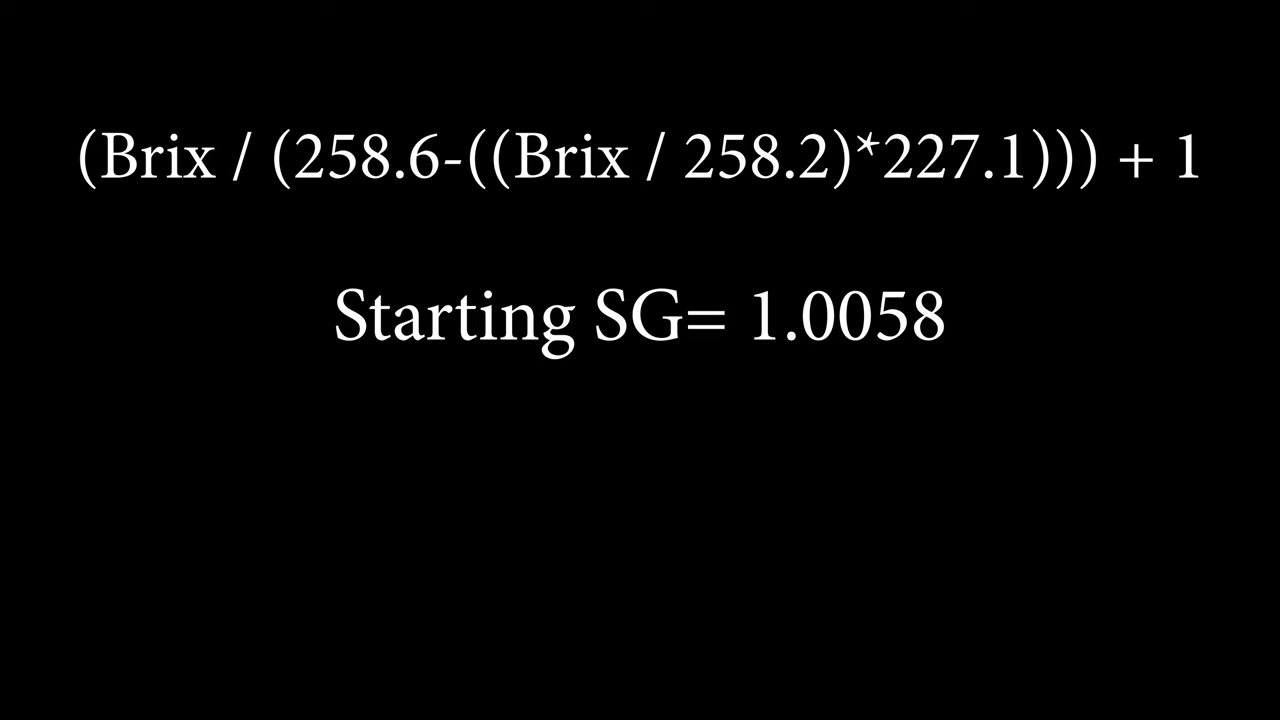 (Brix / (258.6-((Brix / 258.2)*227.1))) + 1
Starting SG= 1.0058